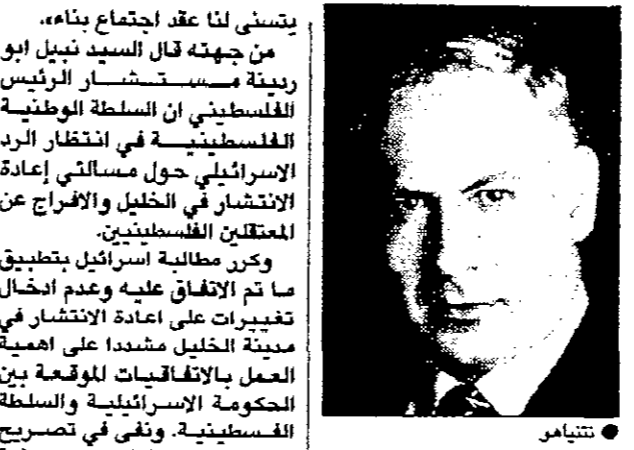 يتسنى لنا عقد اجتماع بناء».
من جهته قال السيد نبيل ابو
ردينة مستشار الرئيس
الفلسطيني ان السلطة الوطنية
الفلسطينية في انتظار الرد
الاسرائيلي حول مسالتي إعادة
الانتشار في الخليل والافراج عن
المعتقلين الفلسطينيين.
وكرر مطالبة اسرائيل بتطبيق
ما تم الاتفاق عليه وعدم ادخال
تغييرات على اعادة الانتشار في
مدينة الخليل مشددا على اهمية
العمل بالاتفاقيات الموقعة بين
الحكومة الاسرائيلية والسلطة
الفسطينية. ونفى في تصريح
● نتنياهو